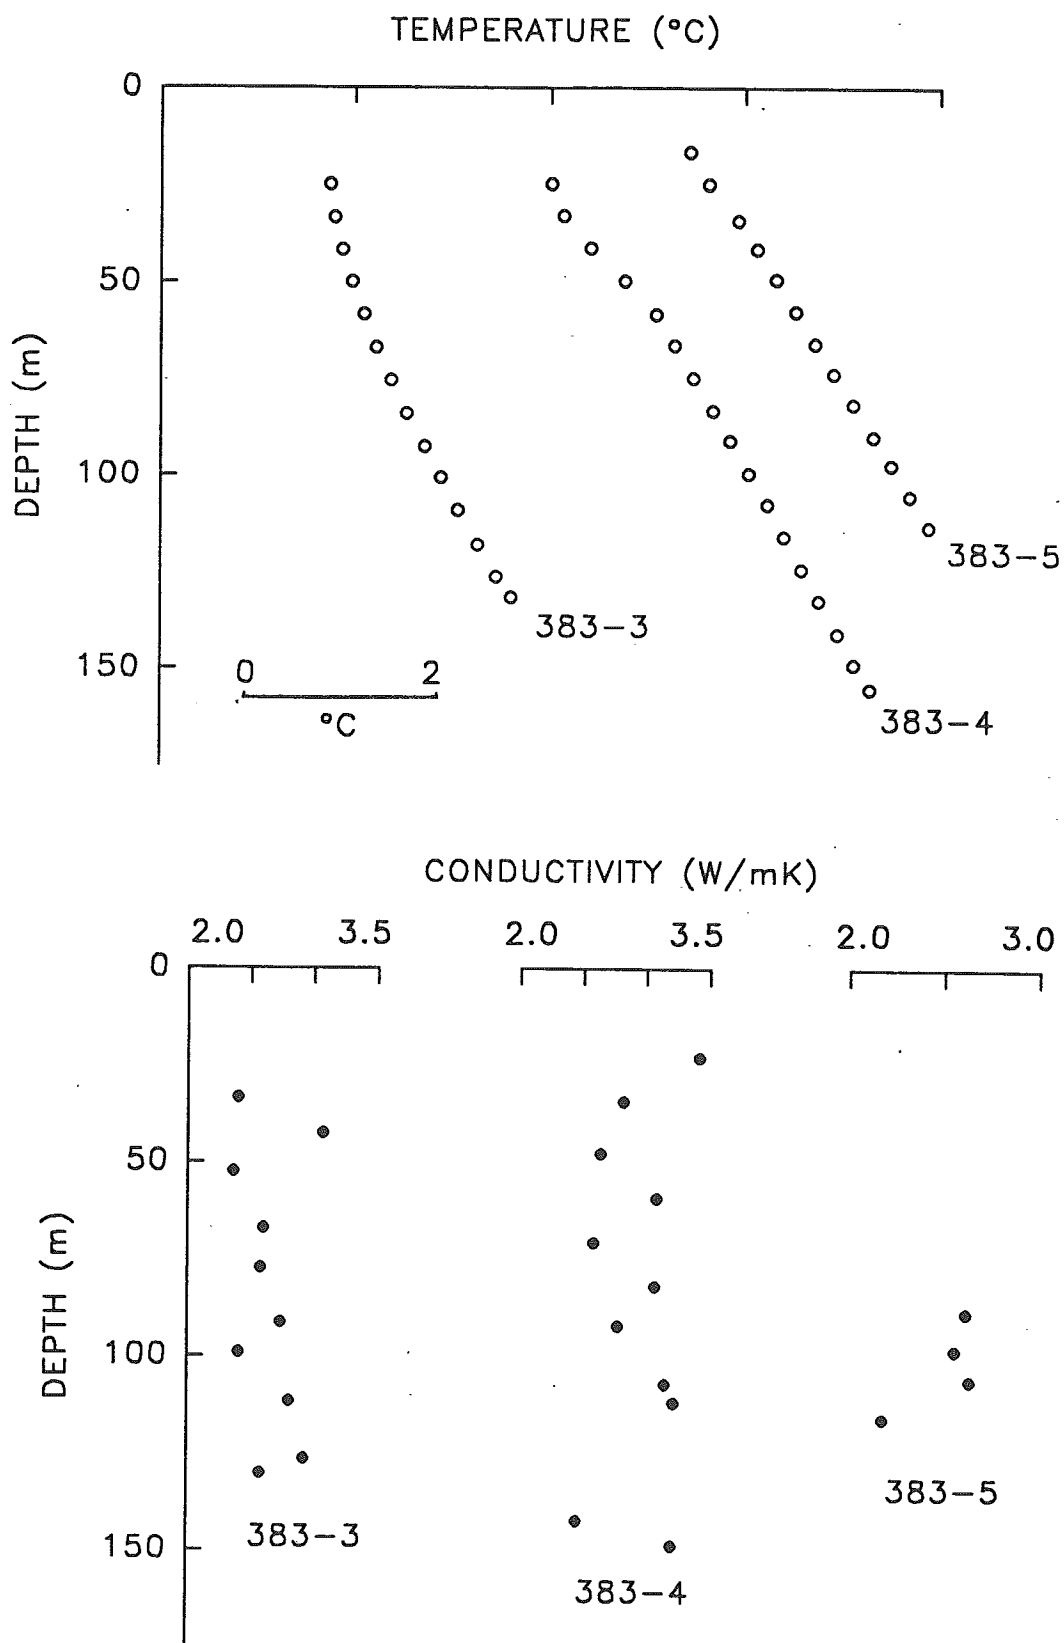 TEMPERATURE (°C)
0
50
100
150
DEPTH (m)
383-5
383-3
0 2
°C
383-4
CONDUCTIVITY (W/mK)
2.0 3.5 2.0 3.5 2.0 3.0
0
50
100
150
DEPTH (m)
383-5
383-3
383-4